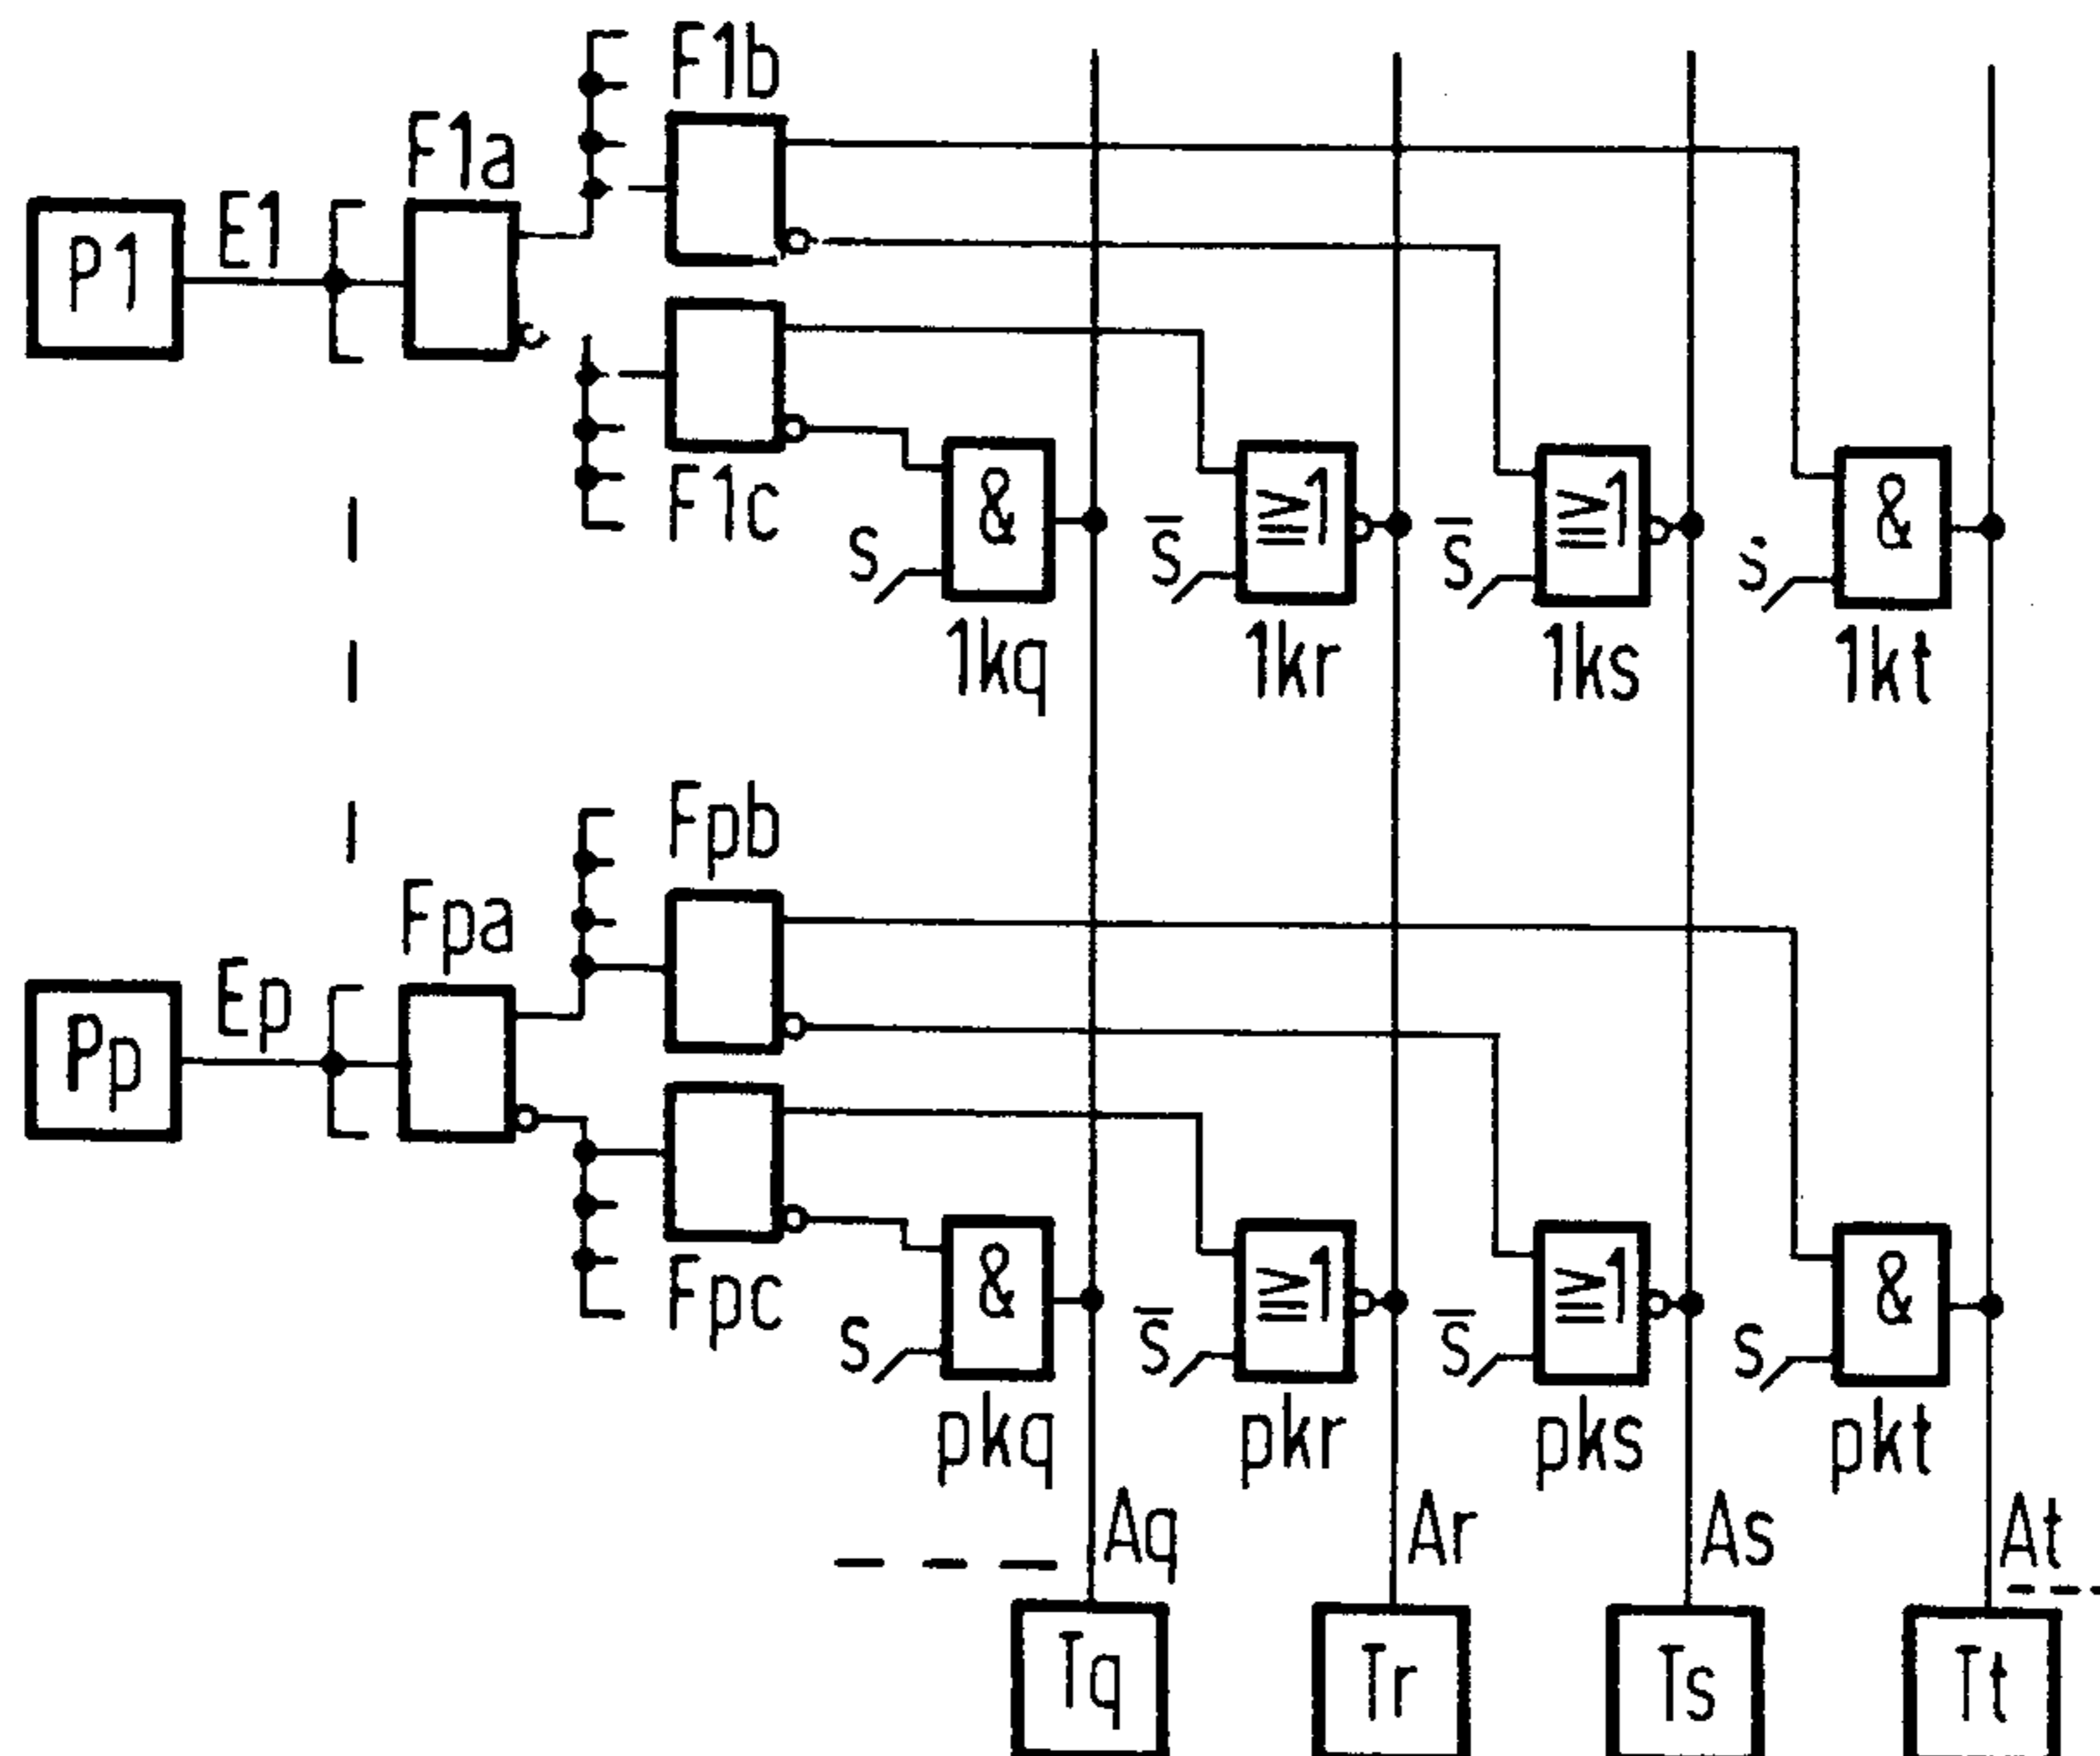 F1b
F1a
E1
P1
F1c
& ≧1 ≧1 &
s s̅ s̅ s
1kq 1kr 1ks 1kt
Fpb
Fpa
Ep
Pp
Fpc
& ≧1 ≧1 &
s s̅ s̅ s
pkq pkr pks pkt
Aq Ar As At
Tq Tr Ts Tt